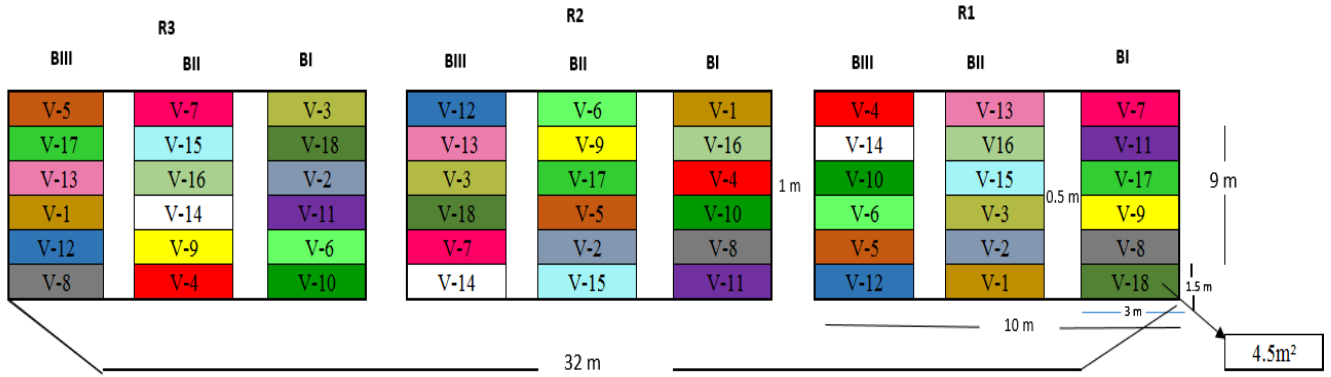 R3 R2 R1
BIII BII BI BIII BII BI BIII BII BI
V-5 V-7 V-3 V-12 V-6 V-1 V-4 V-13 V-7
V-17 V-15 V-18 V-13 V-9 V-16 V-14 V16 V-11
V-13 V-16 V-2 V-3 V-17 V-4 1 m V-10 V-15 0.5 m V-17 9 m
V-1 V-14 V-11 V-18 V-5 V-10 V-6 V-3 V-9
V-12 V-9 V-6 V-7 V-2 V-8 V-5 V-2 V-8
V-8 V-4 V-10 V-14 V-15 V-11 V-12 V-1 V-18 1.5 m
3 m
10 m
4.5m²
32 m